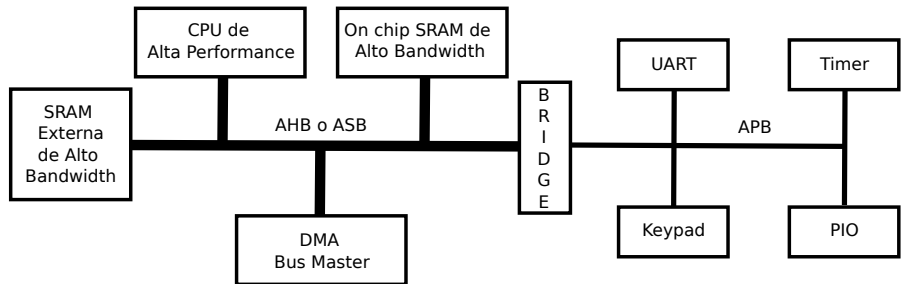 CPU de
Alta Performance
On chip SRAM de
Alto Bandwidth
SRAM
Externa
de Alto
Bandwidth
AHB o ASB
DMA
Bus Master
B
R
I
D
G
E
UART
Timer
APB
Keypad
PIO